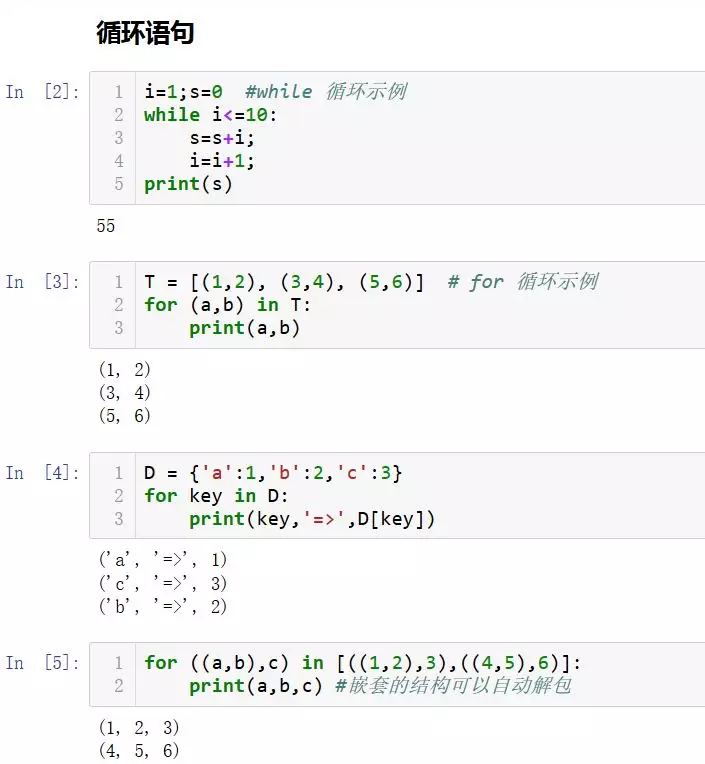 循环语句
In [2]:
1 i=1;s=0  #while 循环示例
2 while i<=10:
3     s=s+i;
4     i=i+1;
5 print(s)
55
In [3]:
1 T = [(1,2), (3,4), (5,6)]  # for 循环示例
2 for (a,b) in T:
3     print(a,b)
(1, 2)
(3, 4)
(5, 6)
In [4]:
1 D = {'a':1,'b':2,'c':3}
2 for key in D:
3     print(key,'=>',D[key])
('a', '=>', 1)
('c', '=>', 3)
('b', '=>', 2)
In [5]:
1 for ((a,b),c) in [((1,2),3),((4,5),6)]:
2     print(a,b,c) #嵌套的结构可以自动解包
(1, 2, 3)
(4, 5, 6)